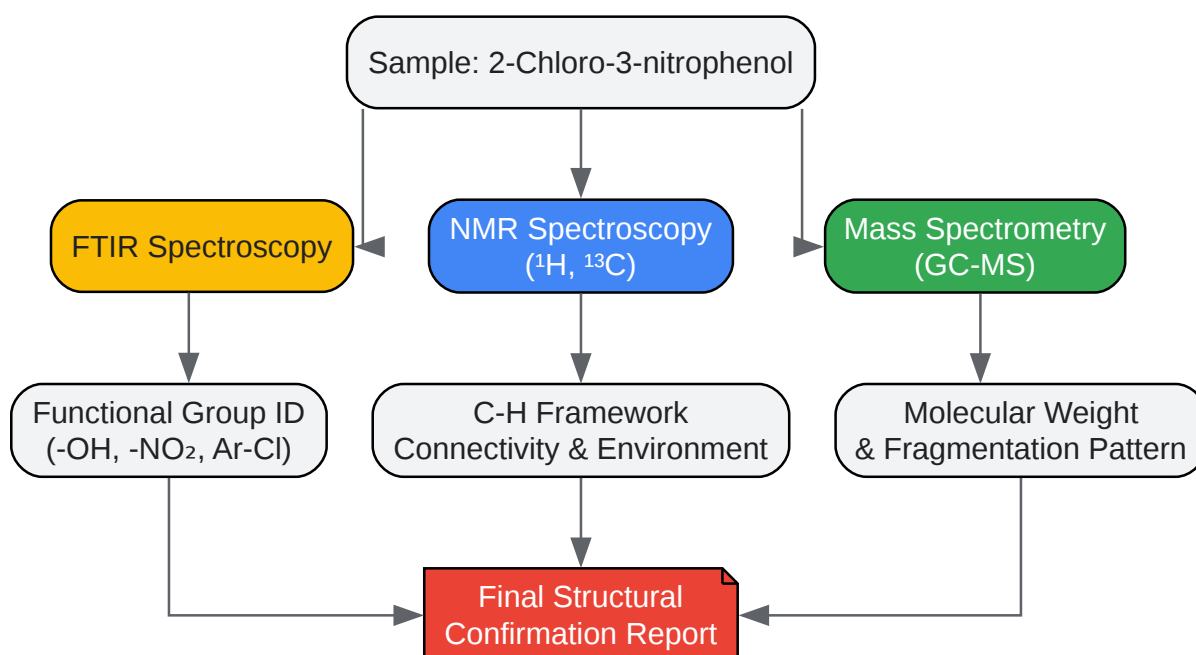 Sample: 2-Chloro-3-nitrophenol
FTIR Spectroscopy
NMR Spectroscopy
(¹H, ¹³C)
Mass Spectrometry
(GC-MS)
Functional Group ID
(-OH, -NO₂, Ar-Cl)
C-H Framework
Connectivity & Environment
Molecular Weight
& Fragmentation Pattern
Final Structural
Confirmation Report